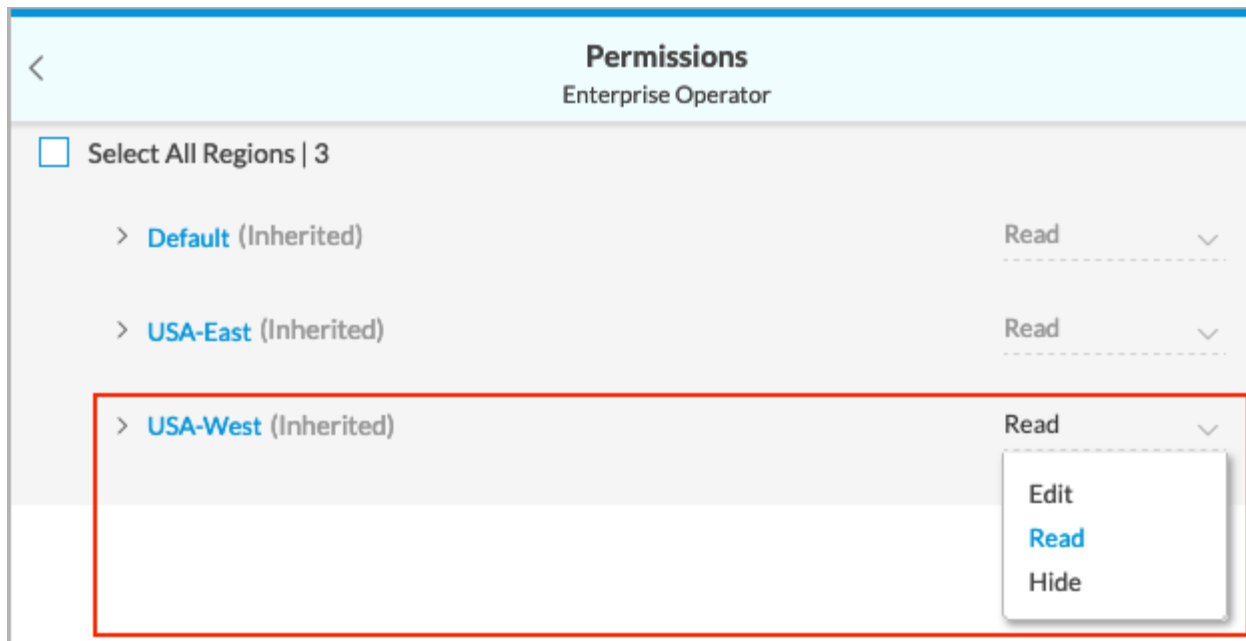 Permissions
Enterprise Operator
Select All Regions | 3
Default (Inherited) Read
USA-East (Inherited) Read
USA-West (Inherited) Read
Edit
Read
Hide